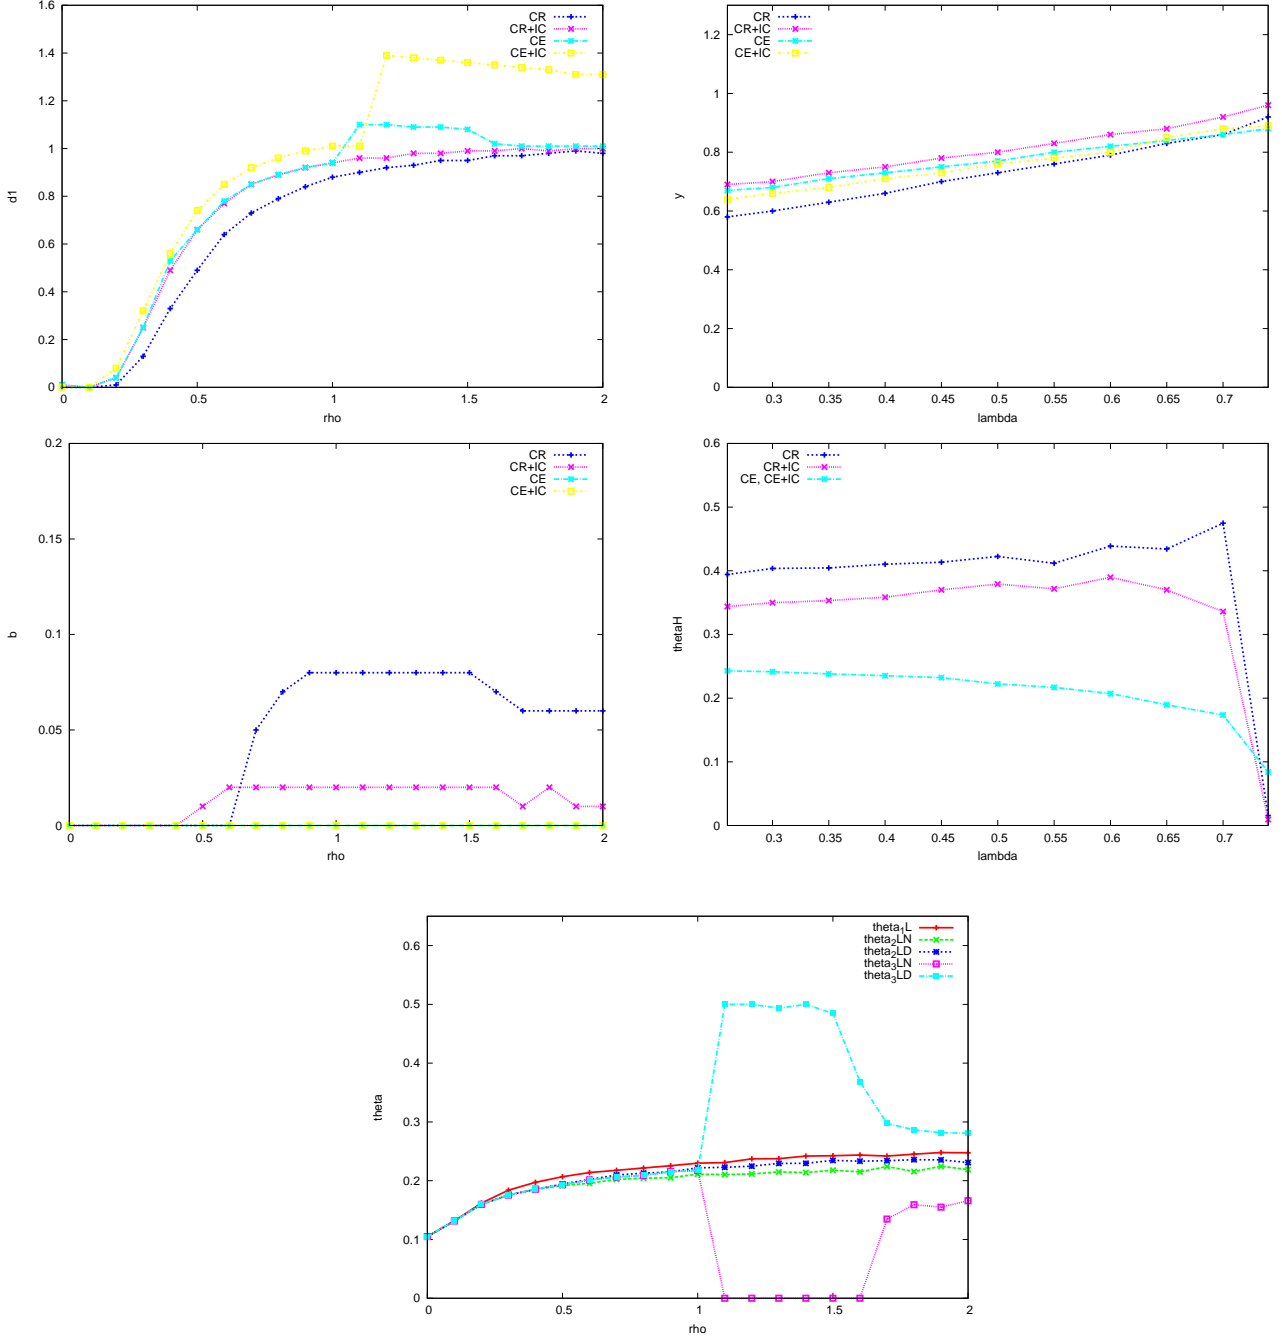 1.6
1.4
1.2
1
0.8
0.6
0.4
0.2
0
d1
CR
CR+IC
CE
CE+IC
0 0.5 1 1.5 2
rho
1.2
1
0.8
0.6
0.4
0.2
0
y
CR
CR+IC
CE
CE+IC
0.3 0.35 0.4 0.45 0.5 0.55 0.6 0.65 0.7
lambda
0.2
0.15
0.1
0.05
0
b
CR
CR+IC
CE
CE+IC
0 0.5 1 1.5 2
rho
0.6
0.5
0.4
0.3
0.2
0.1
0
thetaH
CR
CR+IC
CE, CE+IC
0.3 0.35 0.4 0.45 0.5 0.55 0.6 0.65 0.7
lambda
0.6
0.5
0.4
0.3
0.2
0.1
0
theta
theta₁L
theta₂LN
theta₂LD
theta₃LN
theta₃LD
0 0.5 1 1.5 2
rho